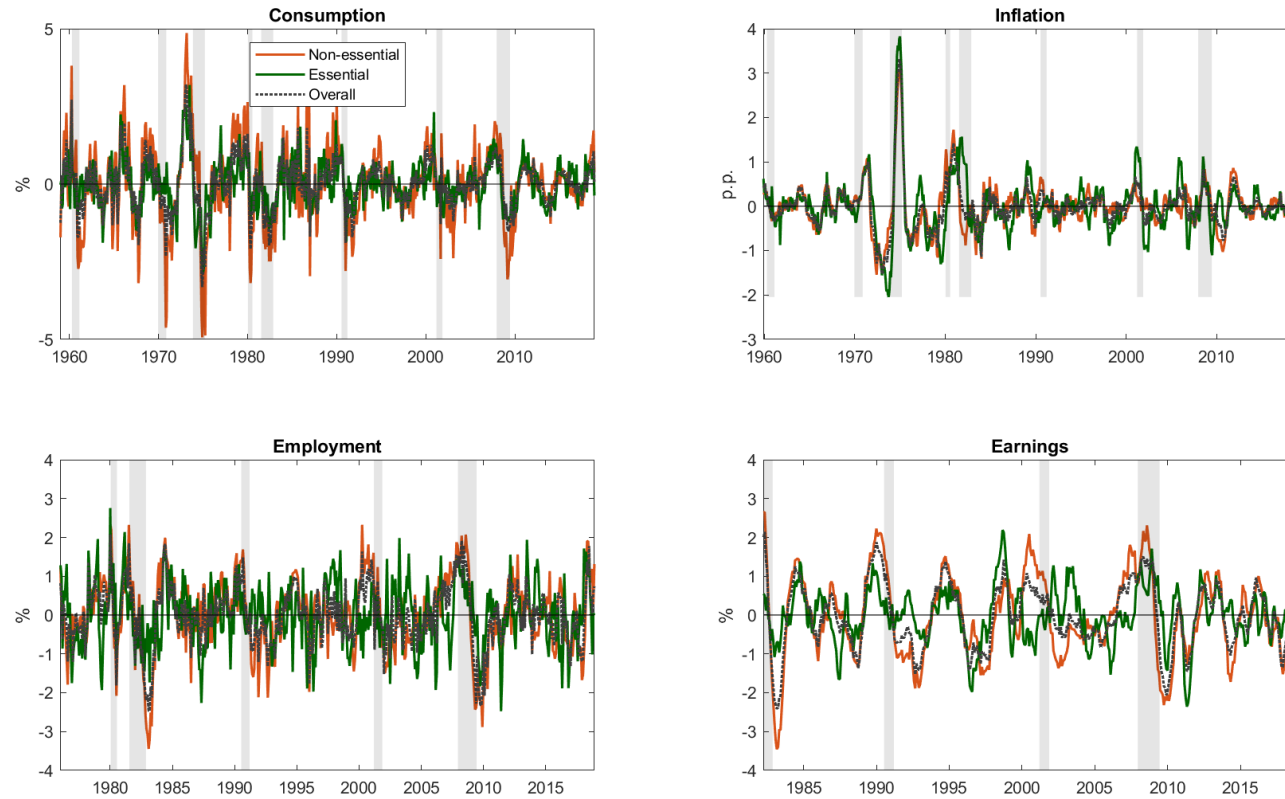 Consumption
5
0
-5
%
1960 1970 1980 1990 2000 2010
Non-essential
Essential
Overall
Inflation
4
3
2
1
0
-1
-2
-3
p.p.
1960 1970 1980 1990 2000 2010
Employment
4
3
2
1
0
-1
-2
-3
-4
%
1980 1985 1990 1995 2000 2005 2010 2015
Earnings
4
3
2
1
0
-1
-2
-3
-4
%
1985 1990 1995 2000 2005 2010 2015